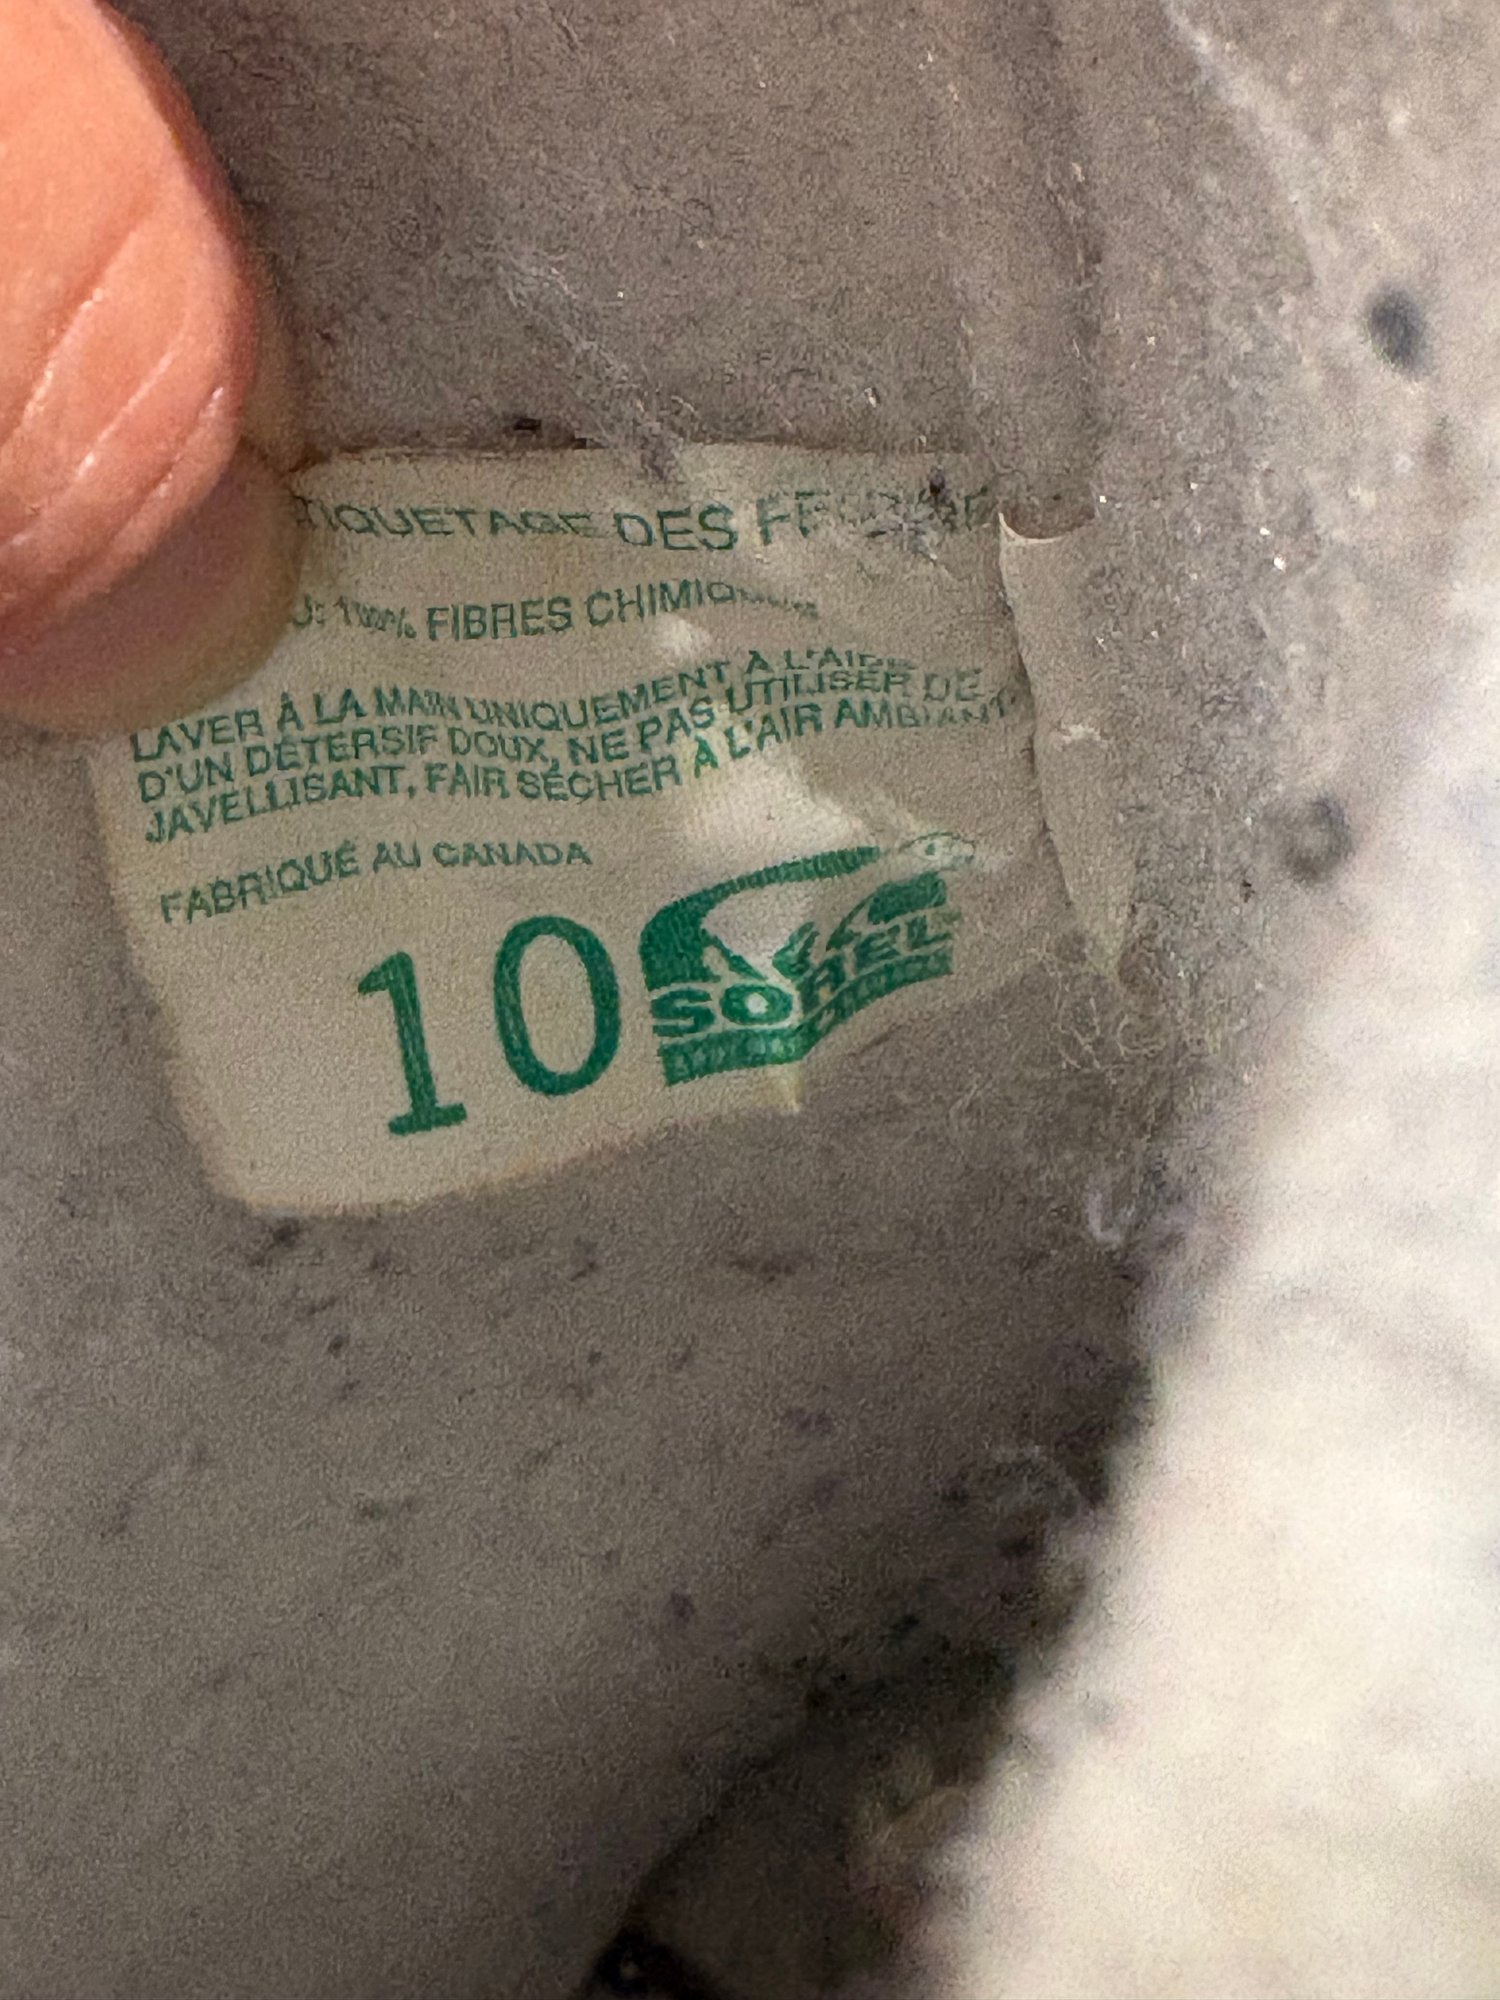 DES
100% FIBRES
LAVER À LA MAIN UNIQUEMENT À L'AIDE
D'UN DÉTERSIF DOUX, NE PAS UTILISER DE
JAVELLISANT, FAIR SÉCHER À L'AIR AMBIANT
FABRIQUÉ AU CANADA
10 SOREL